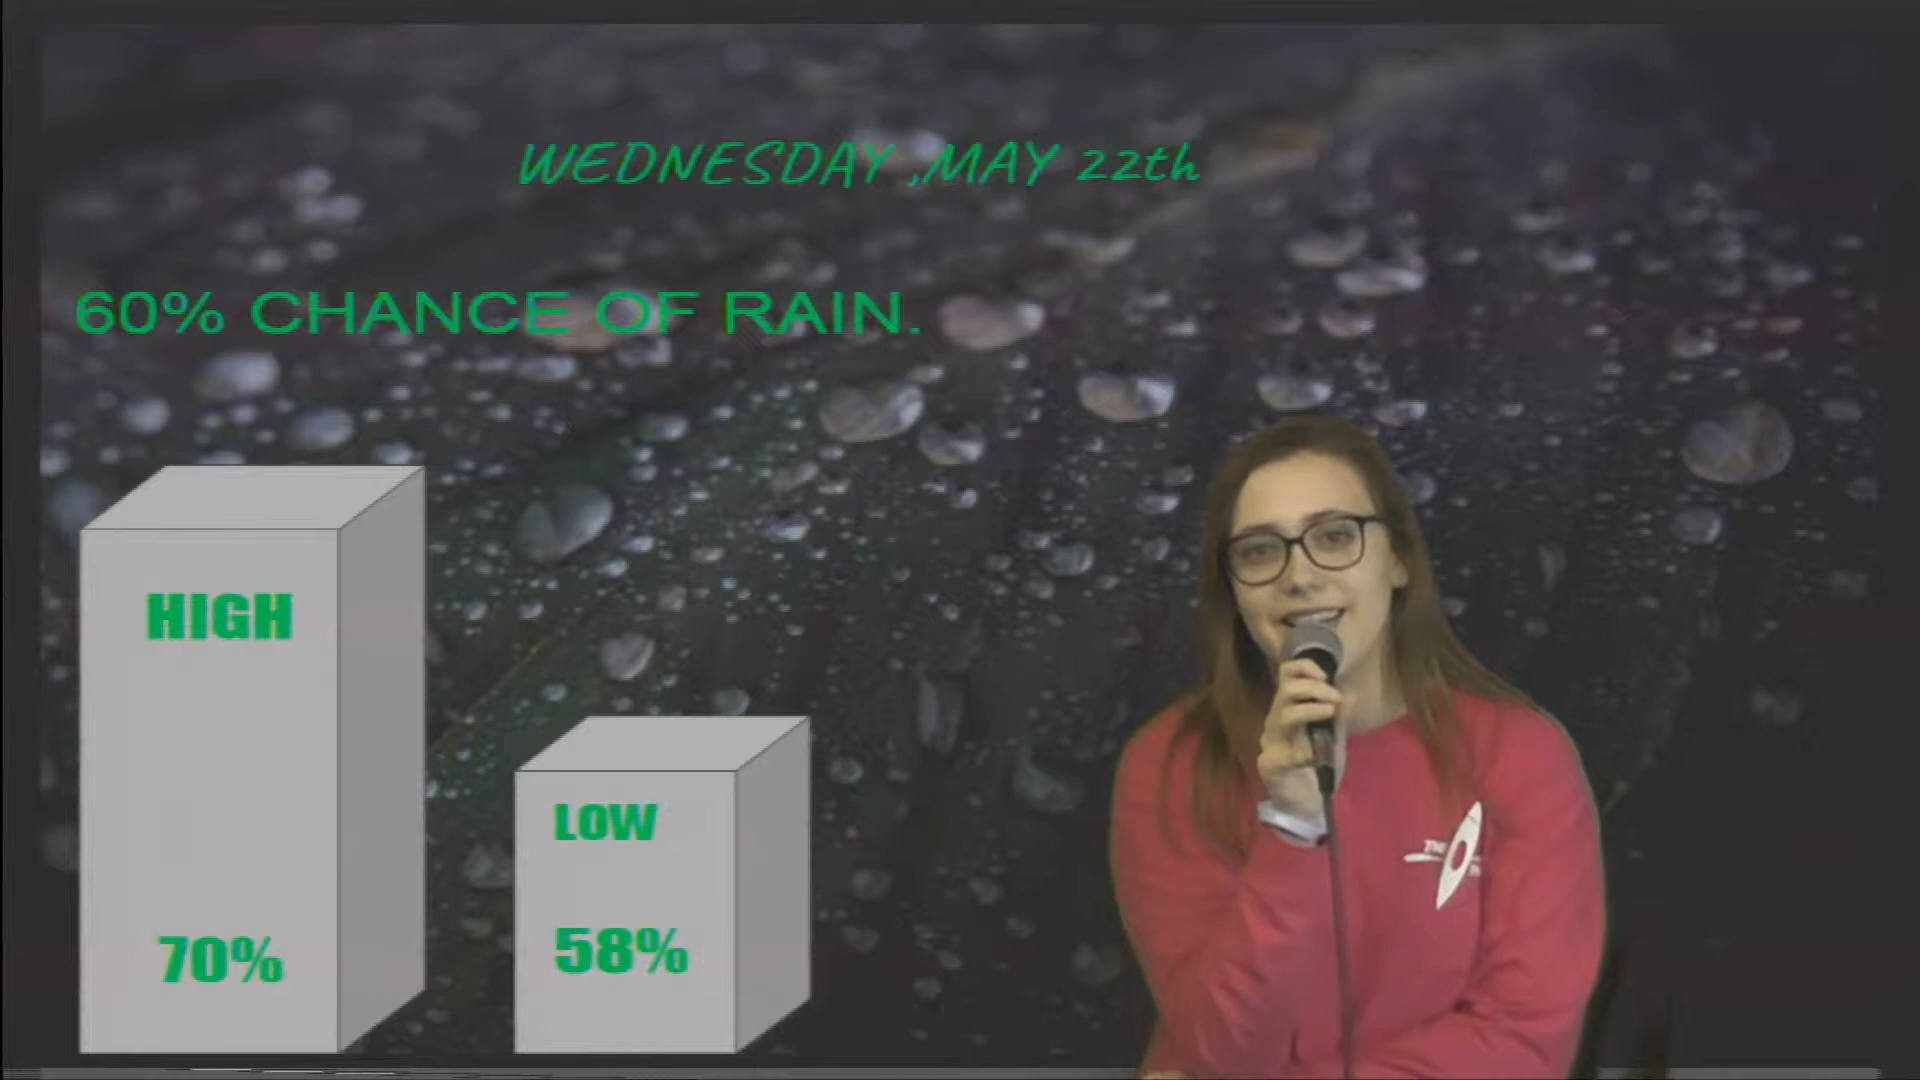 WEDNESDAY ,MAY 22th
60% CHANCE OF RAIN.
HIGH
70%
LOW
58%